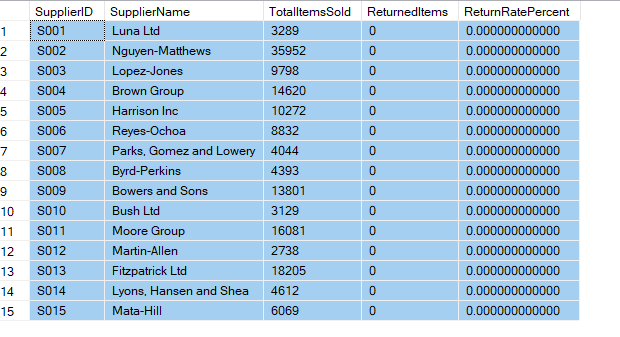 SupplierID SupplierName TotalItemsSold ReturnedItems ReturnRatePercent
1 S001 Luna Ltd 3289 0 0.000000000000
2 S002 Nguyen-Matthews 35952 0 0.000000000000
3 S003 Lopez-Jones 9798 0 0.000000000000
4 S004 Brown Group 14620 0 0.000000000000
5 S005 Harrison Inc 10272 0 0.000000000000
6 S006 Reyes-Ochoa 8832 0 0.000000000000
7 S007 Parks, Gomez and Lowery 4044 0 0.000000000000
8 S008 Byrd-Perkins 4393 0 0.000000000000
9 S009 Bowers and Sons 13801 0 0.000000000000
10 S010 Bush Ltd 3129 0 0.000000000000
11 S011 Moore Group 16081 0 0.000000000000
12 S012 Martin-Allen 2738 0 0.000000000000
13 S013 Fitzpatrick Ltd 18205 0 0.000000000000
14 S014 Lyons, Hansen and Shea 4612 0 0.000000000000
15 S015 Mata-Hill 6069 0 0.000000000000